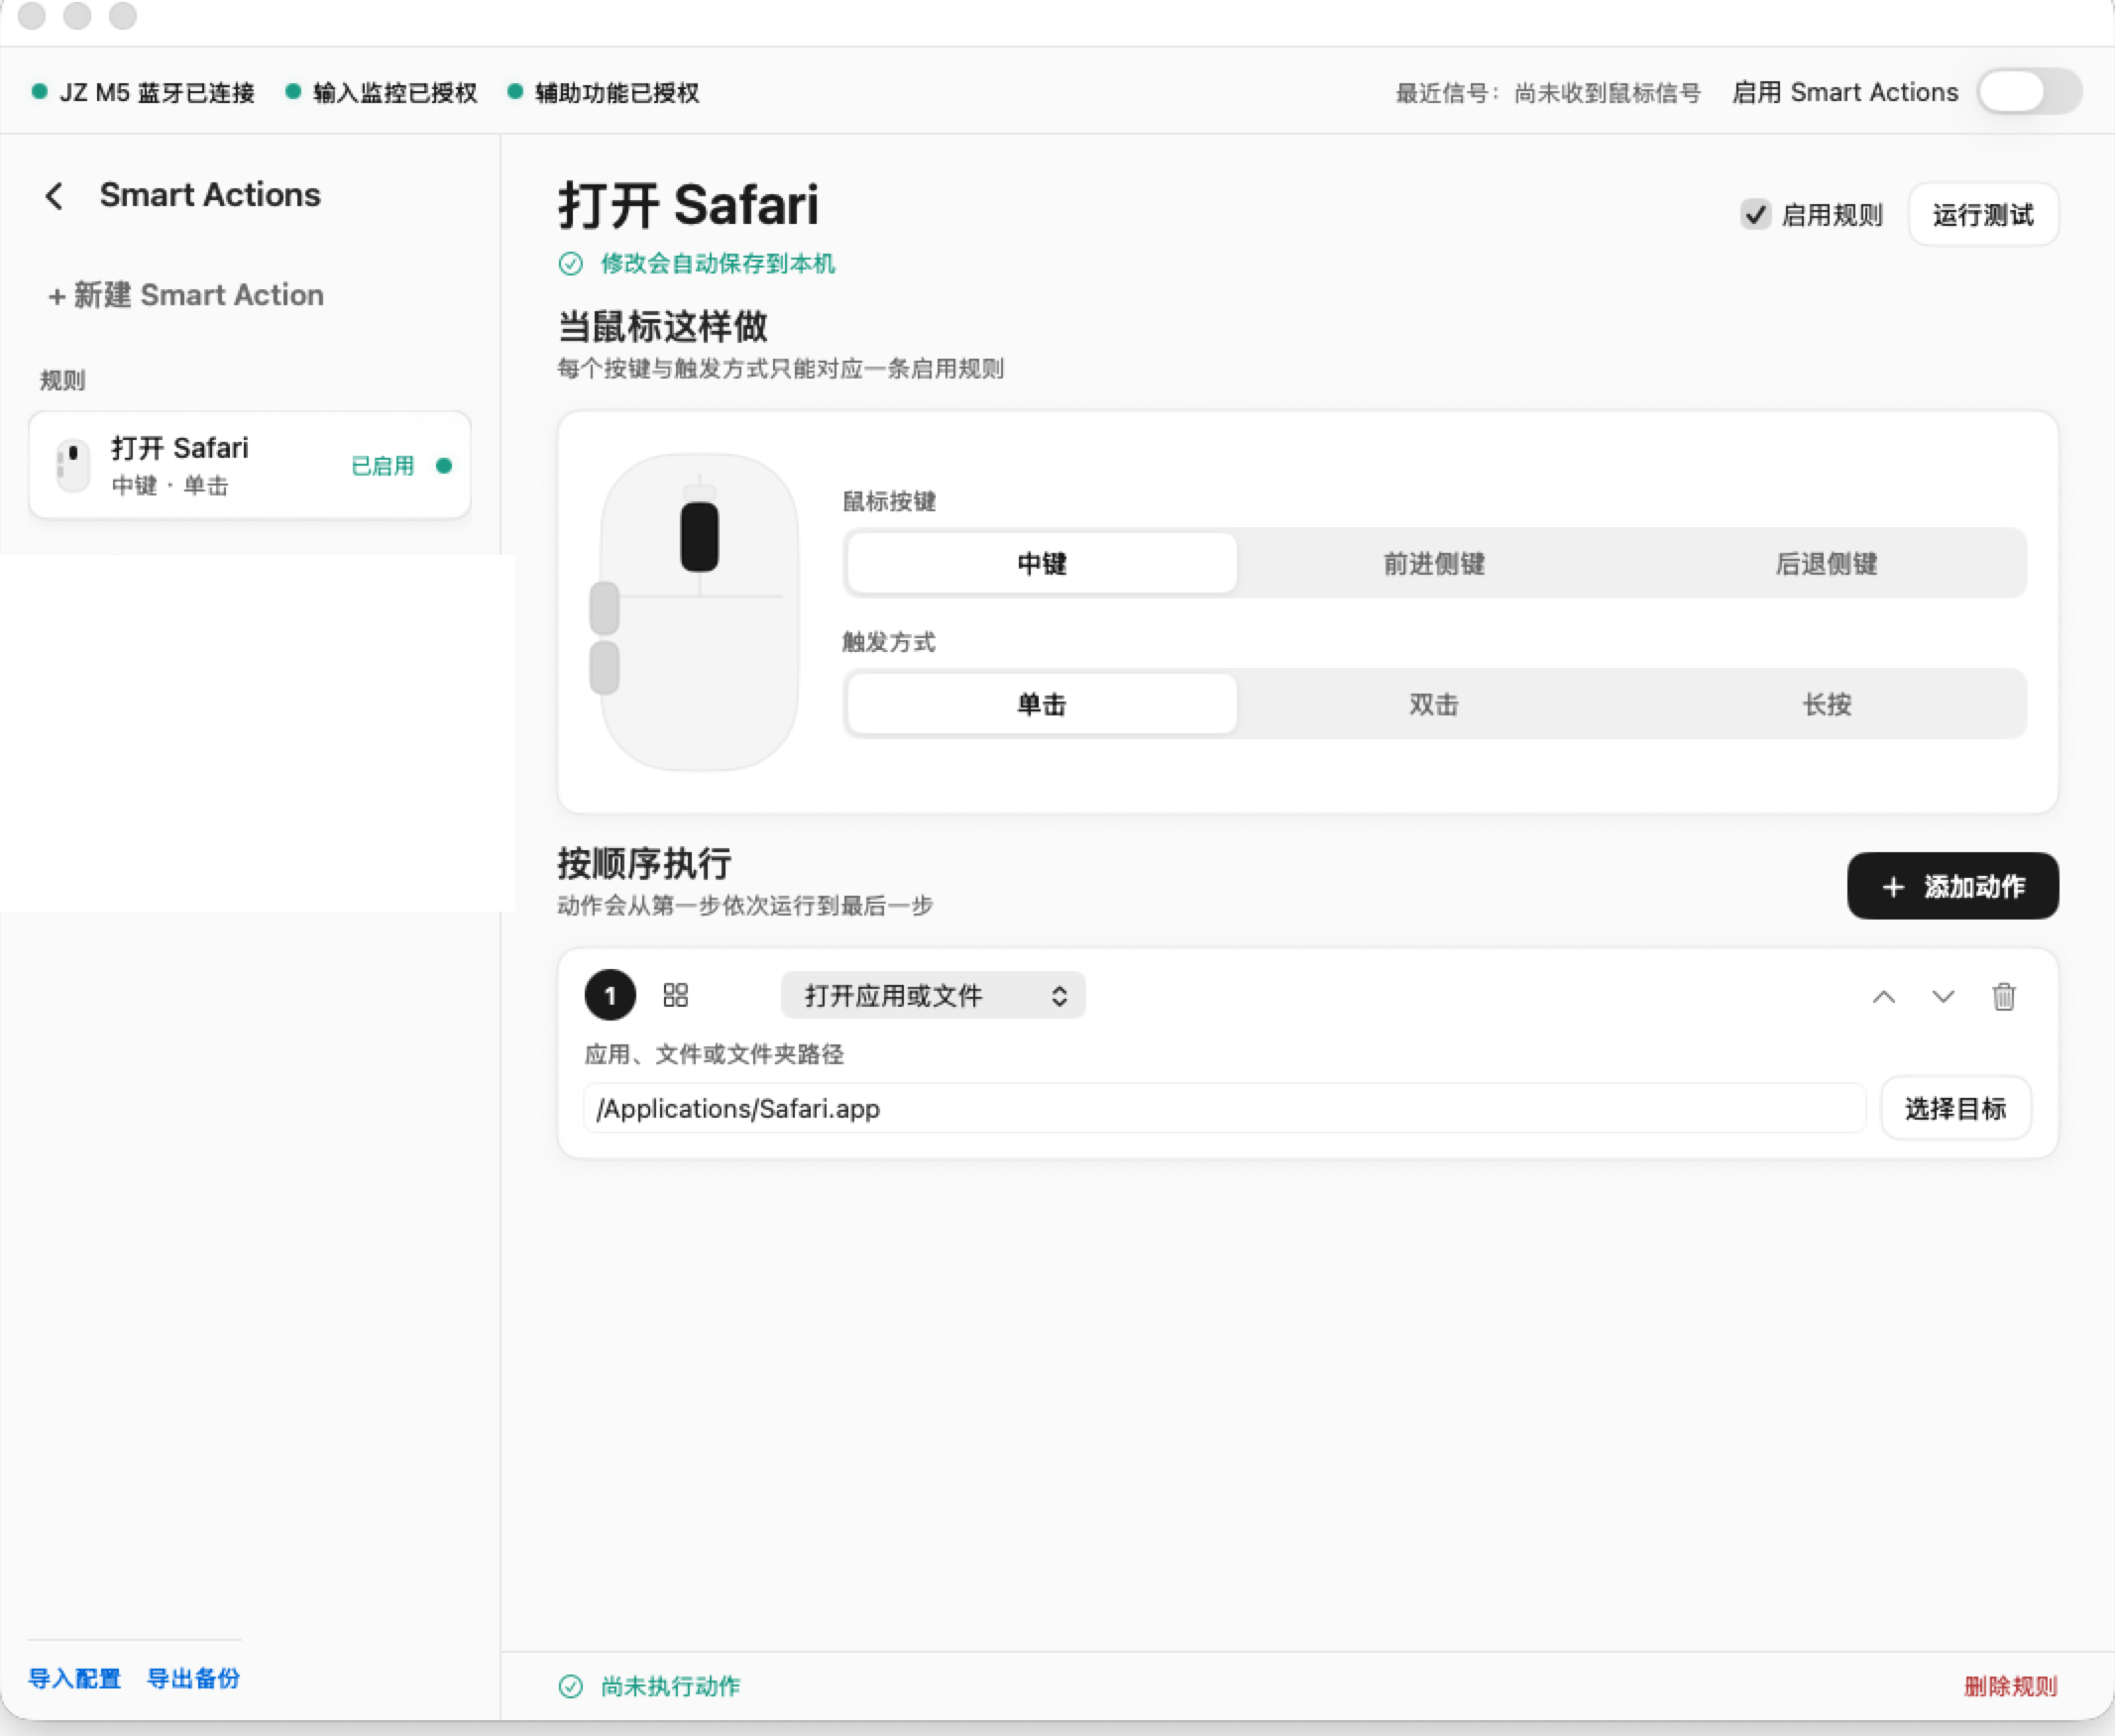 JZ M5 蓝牙已连接 输入监控已授权 辅助功能已授权 最近信号：尚未收到鼠标信号 启用 Smart Actions
Smart Actions
+ 新建 Smart Action
规则
打开 Safari
中键 · 单击
已启用
打开 Safari
启用规则 运行测试
修改会自动保存到本机
当鼠标这样做
每个按键与触发方式只能对应一条启用规则
鼠标按键
中键 前进侧键 后退侧键
触发方式
单击 双击 长按
按顺序执行
动作会从第一步依次运行到最后一步
+ 添加动作
1 打开应用或文件
应用、文件或文件夹路径
/Applications/Safari.app 选择目标
导入配置 导出备份
尚未执行动作 删除规则